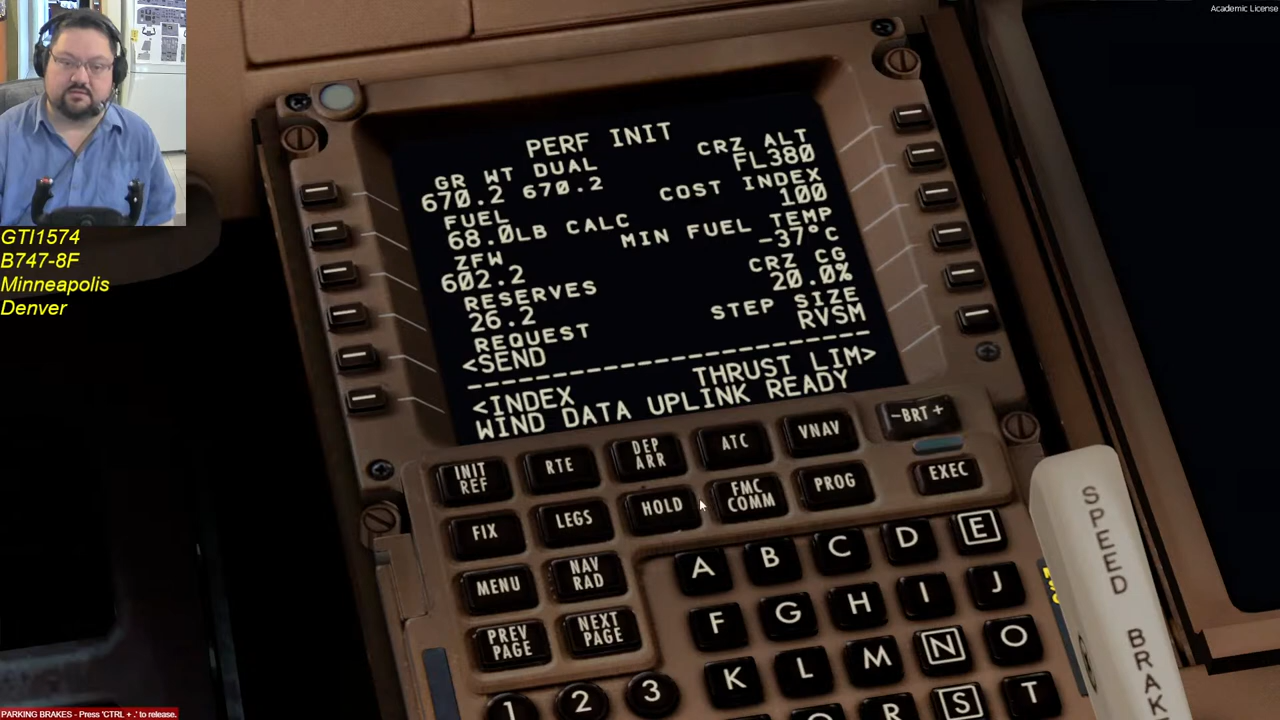 Academic License
GTI1574
B747-8F
Minneapolis
Denver
PERF INIT
GR WT DUAL CRZ ALT
670.2 670.2 FL380
FUEL COST INDEX
68.0LB CALC 100
ZFW MIN FUEL TEMP
602.2 -37°C
RESERVES CRZ CG
26.2 20.0%
REQUEST STEP SIZE
<SEND RVSM
--------------------------------
<INDEX THRUST LIM>
WIND DATA UPLINK READY
-BRT+
INIT REF
RTE
DEP ARR
ATC
VNAV
EXEC
FIX
LEGS
HOLD
FMC COMM
PROG
MENU
NAV RAD
PREV PAGE
NEXT PAGE
A B C D E
F G H I J
K L M N O
S T
1 2 3
SPEED BRAK
PARKING BRAKES - Press 'CTRL + .' to release.